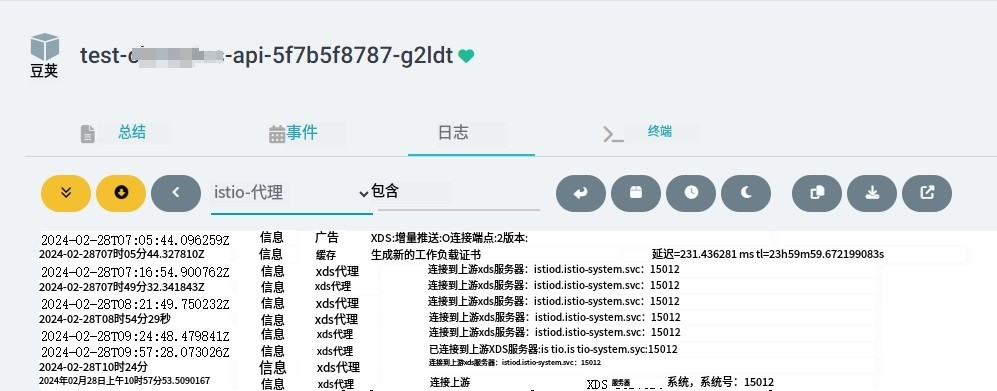 test- -api-5f7b5f8787-g2ldt
豆荚
总结 事件 日志 终端
istio-代理 包含
2024-02-28T07:05:44.096259Z 信息 广告 XDS:增量推送:O连接端点:2版本:
2024-02-28707时05分44.327810Z 信息 缓存 生成新的工作负载证书 延迟=231.436281 ms tl=23h59m59.672199083s
2024-02-28T07:16:54.900762Z 信息 xds代理 连接到上游xds服务器：istiod.istio-system.svc：15012
2024-02-28707时49分32.341843Z 信息 xds代理 连接到上游xds服务器：istiod.istio-system.svc：15012
2024-02-28T08:21:49.750232Z 信息 xds代理 连接到上游xds服务器：istiod.istio-system.svc：15012
2024-02-28T08时54分29秒 信息 xds代理 连接到上游xds服务器：istiod.istio-system.svc：15012
2024-02-28T09:24:48.479841Z 信息 xds代理 连接到上游xds服务器：istiod.istio-system.svc：15012
2024-02-28T09:57:28.073026Z 信息 xds代理 已连接到上游XDS服务器:is tio.is tio-system.syc:15012
2024-02-28T10时24分 信息 xds代理 连接到上游xds服务器：istiod.istio-system.svc：15012
2024年02月28日上午10时57分53.5090167 信息 xds代理 连接上游 XDS 服务器 系统，系统号：15012